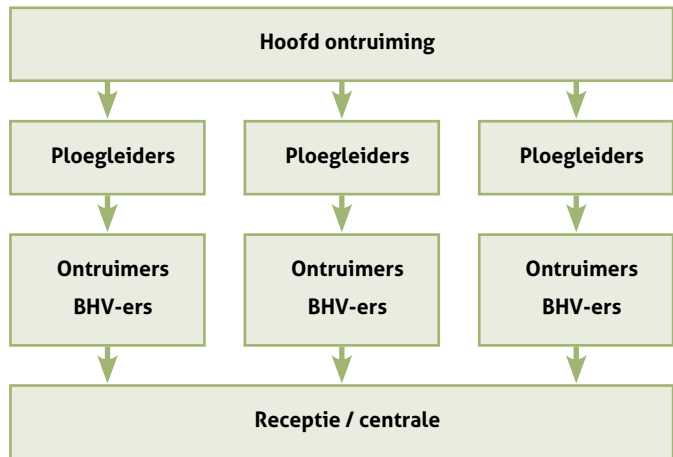 Hoofd ontruiming
Ploegleiders
Ploegleiders
Ploegleiders
Ontruimers
BHV-ers
Ontruimers
BHV-ers
Ontruimers
BHV-ers
Receptie / centrale